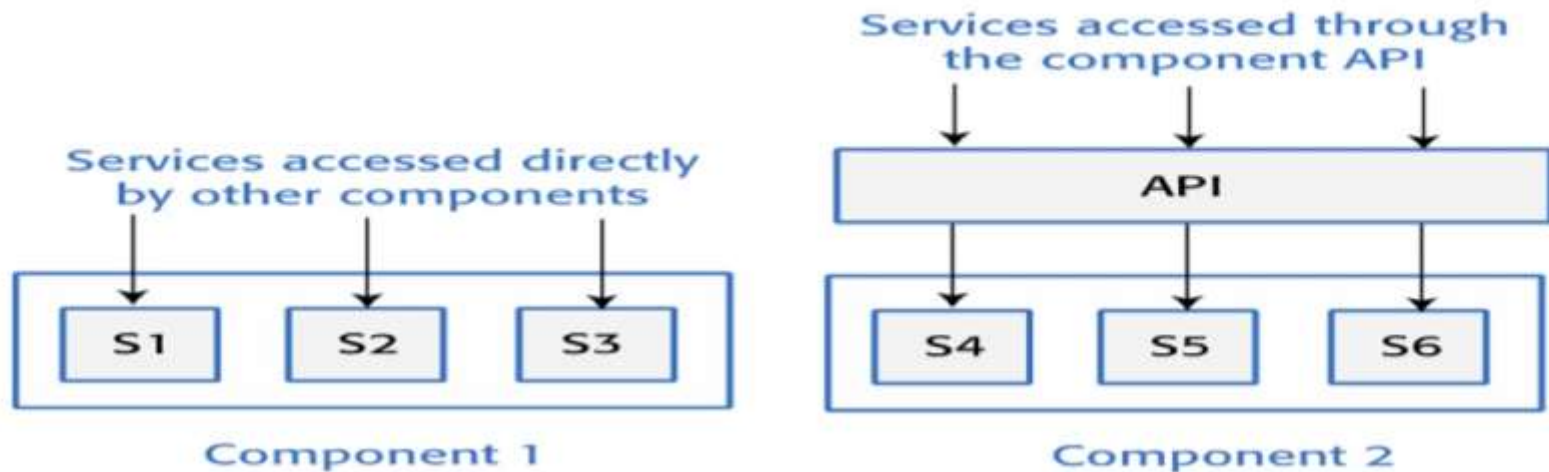 Services accessed directly
by other components
S1
S2
S3
Component 1
Services accessed through
the component API
API
S4
S5
S6
Component 2